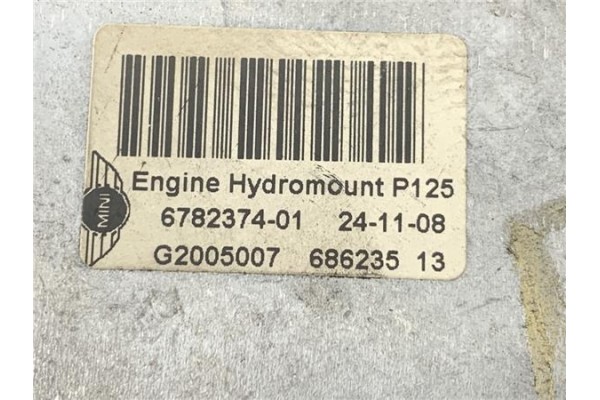 Engine Hydromount P125
MINI
6782374-01 24-11-08
G2005007 686235 13